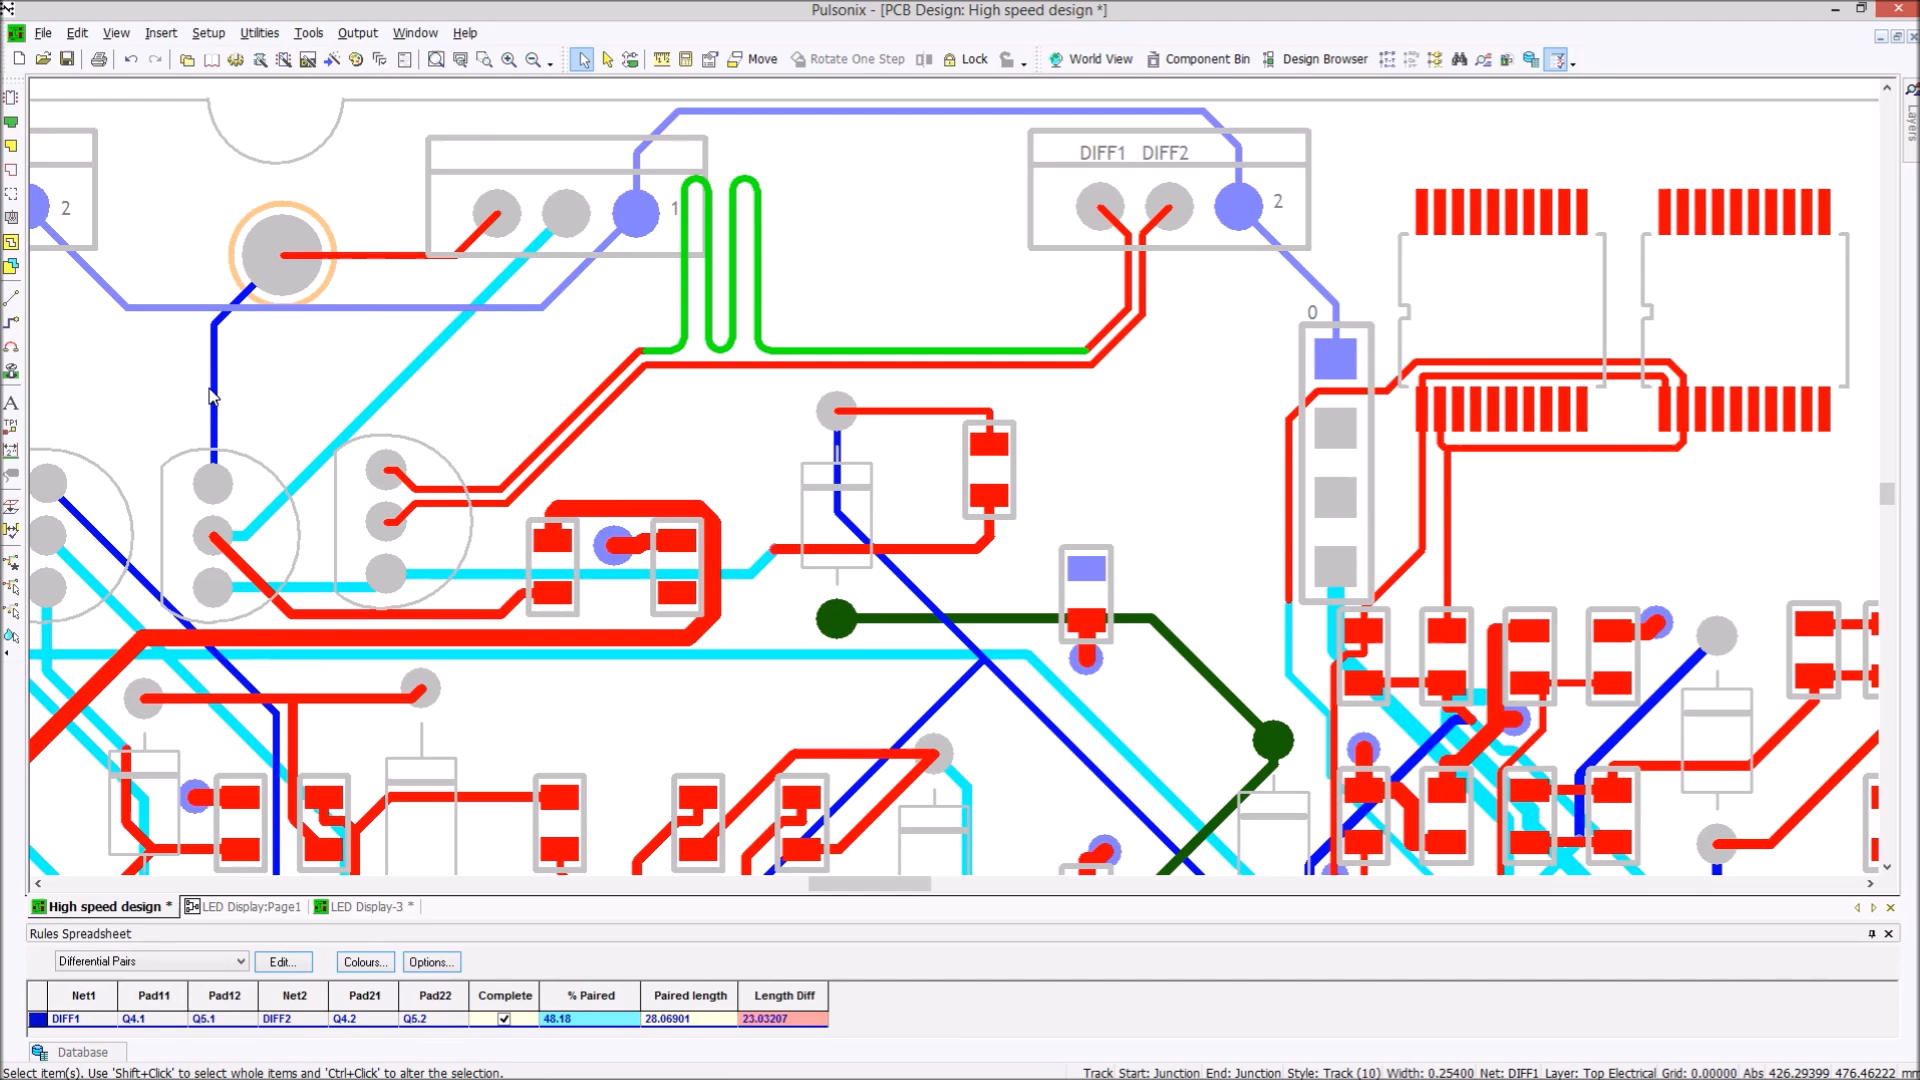 Pulsonix - [PCB Design: High speed design *]
File Edit View Insert Setup Utilities Tools Output Window Help
Move Rotate One Step Lock World View Component Bin Design Browser
Layers
DIFF1 DIFF2
2
1
2
0
A
TP1
High speed design * LED Display:Page1 LED Display-3 *
Rules Spreadsheet
Differential Pairs Edit... Colours... Options...
Net1 Pad11 Pad12 Net2 Pad21 Pad22 Complete % Paired Paired length Length Diff
DIFF1 Q4.1 Q5.1 DIFF2 Q4.2 Q5.2 48.18 28.06901 23.03207
Database
Select item(s). Use 'Shift+Click' to select whole items and 'Ctrl+Click' to alter the selection. Track Start: Junction End: Junction Style: Track (10) Width: 0.25400 Net: DIFF1 Layer: Top Electrical Grid: 0.00000 Abs 426.29399 476.46222 mm